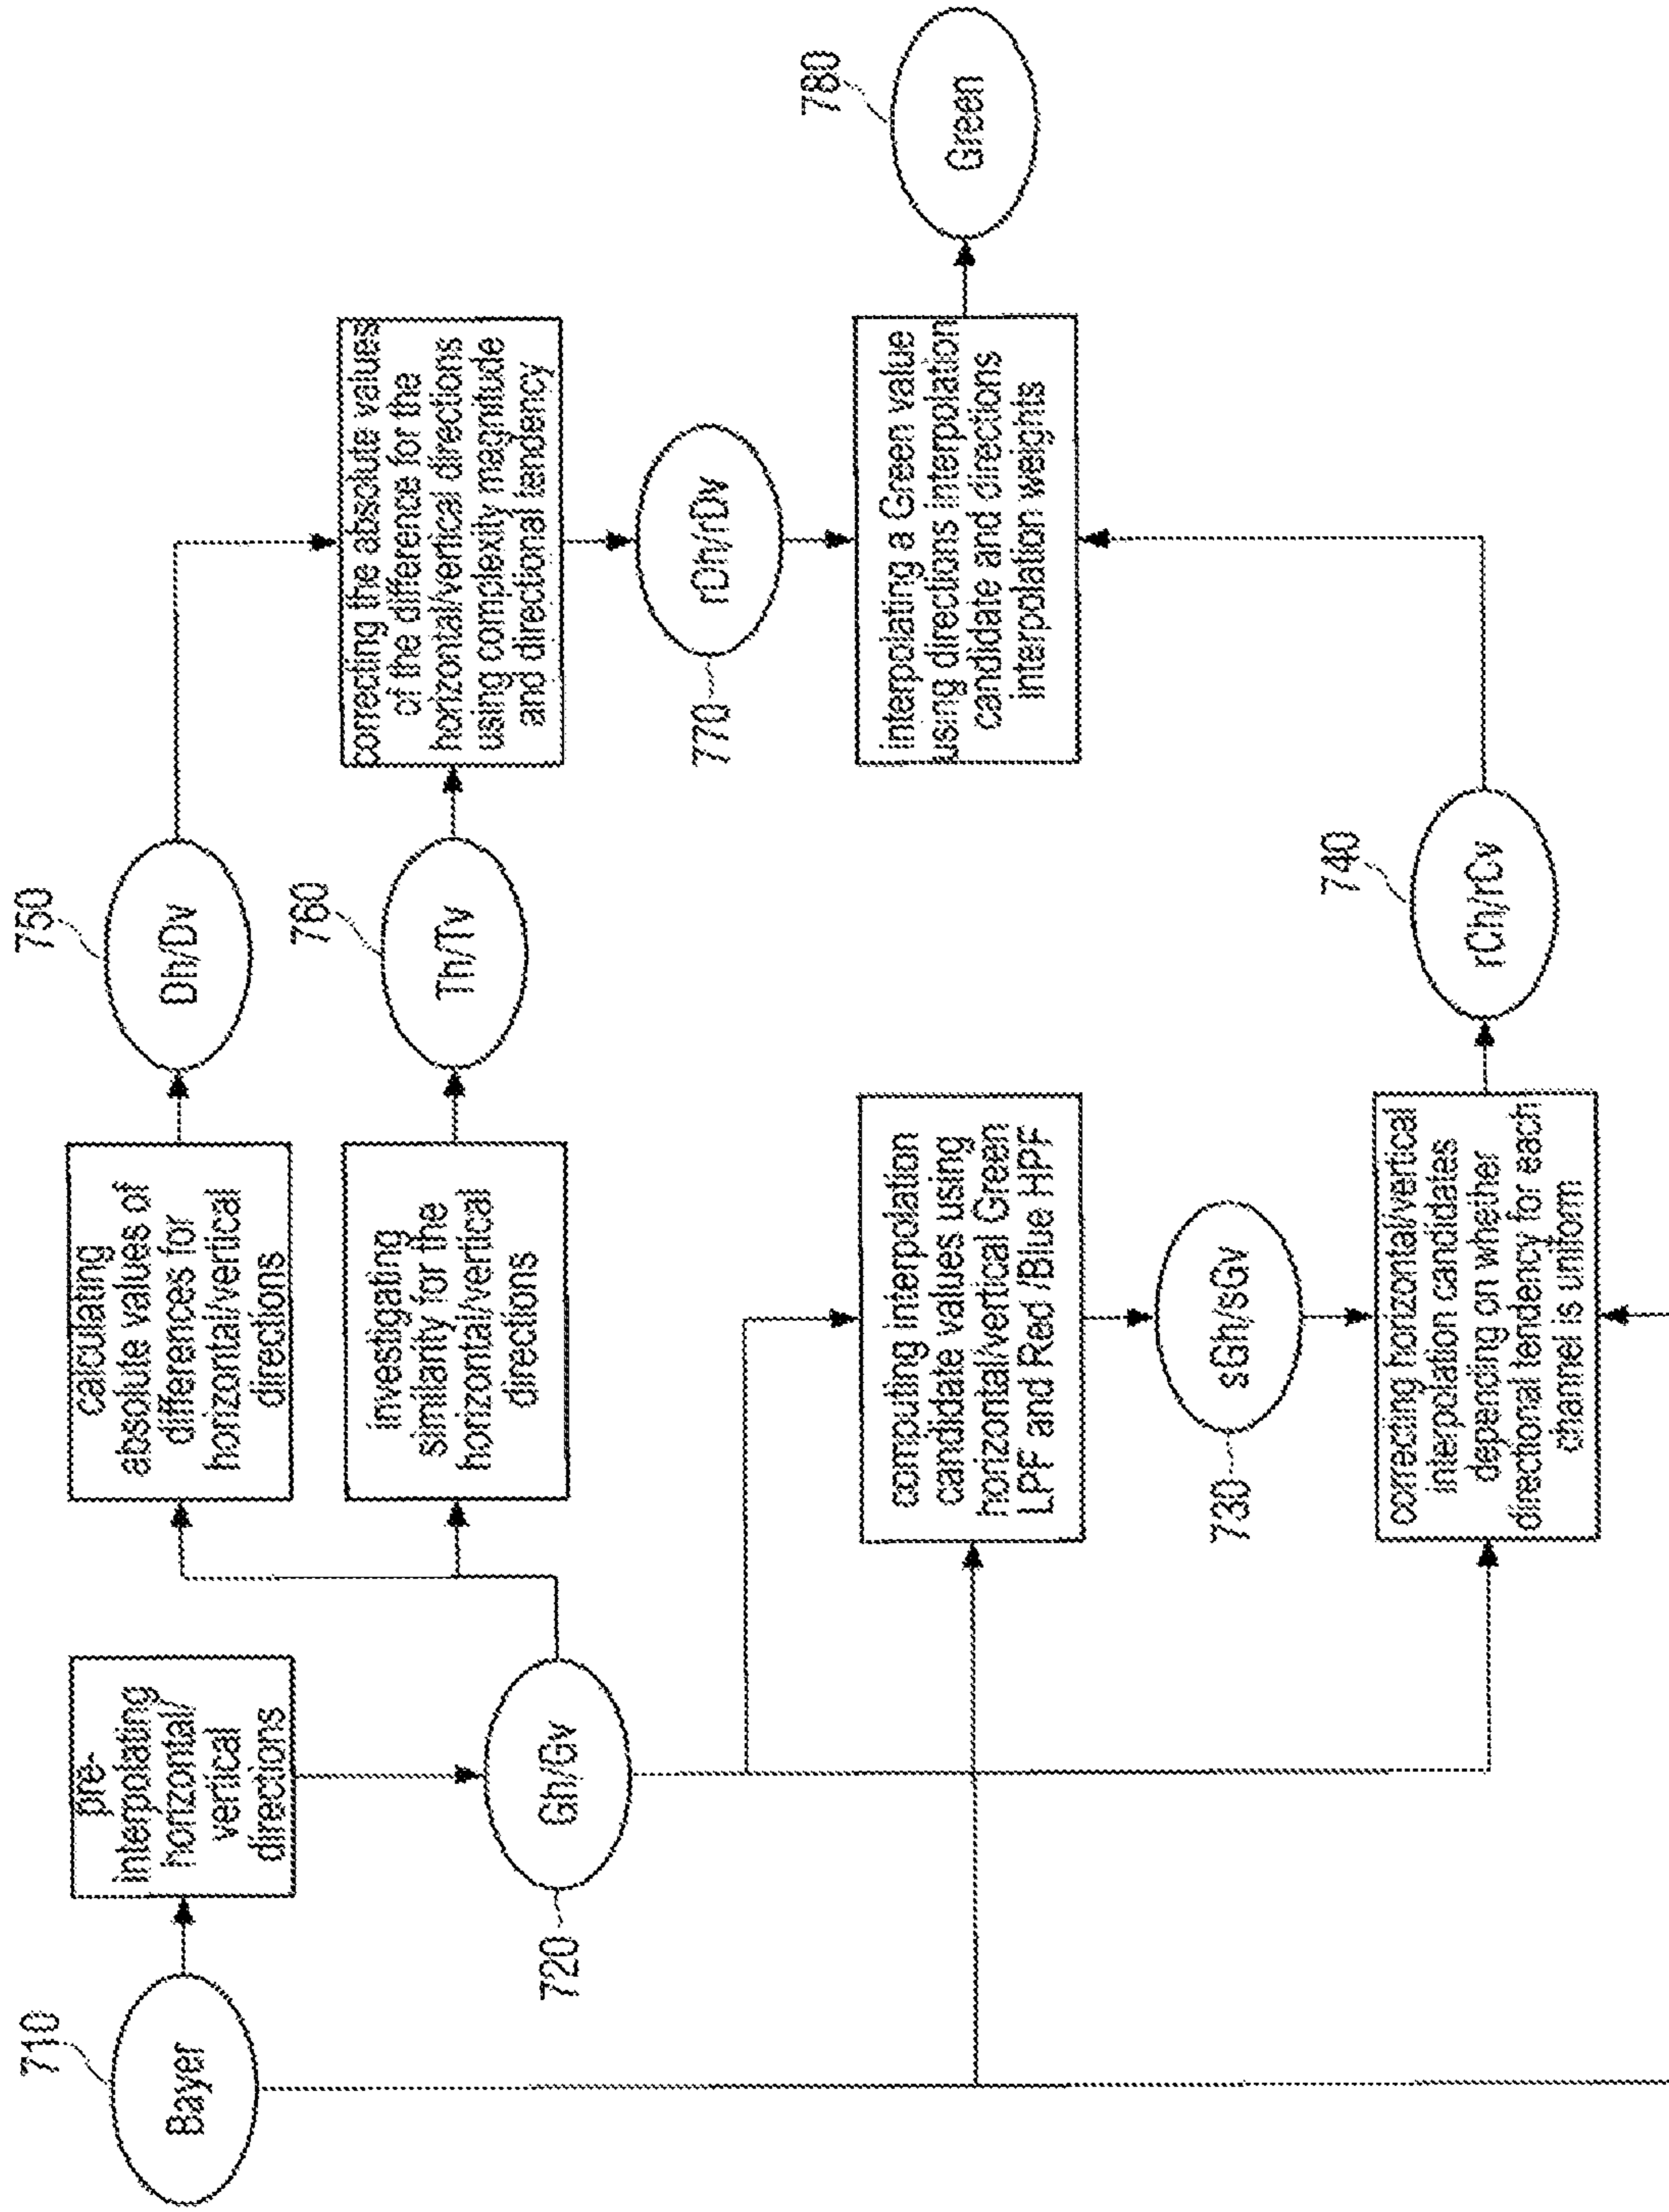 710
Bayer
pre-
interpolating
horizontal/
vertical
directions
720
Gh/Gv
calculating
absolute values of
differences for
horizontal/vertical
directions
750
Dh/Dv
investigating
similarity for the
horizontal/vertical
directions
760
Th/Tv
correcting the absolute values
of the difference for the
horizontal/vertical directions
using complexity magnitude
and directional tendency
770
rDh/rDv
computing interpolation
candidate values using
horizontal/vertical Green
LPF and Red /Blue HPF
730
sGh/sGv
correcting horizontal/vertical
interpolation candidates
depending on whether
directional tendency for each
channel is uniform
740
rCh/rCv
interpolating a Green value
using directions interpolation
candidate and directions
interpolation weights
780
Green